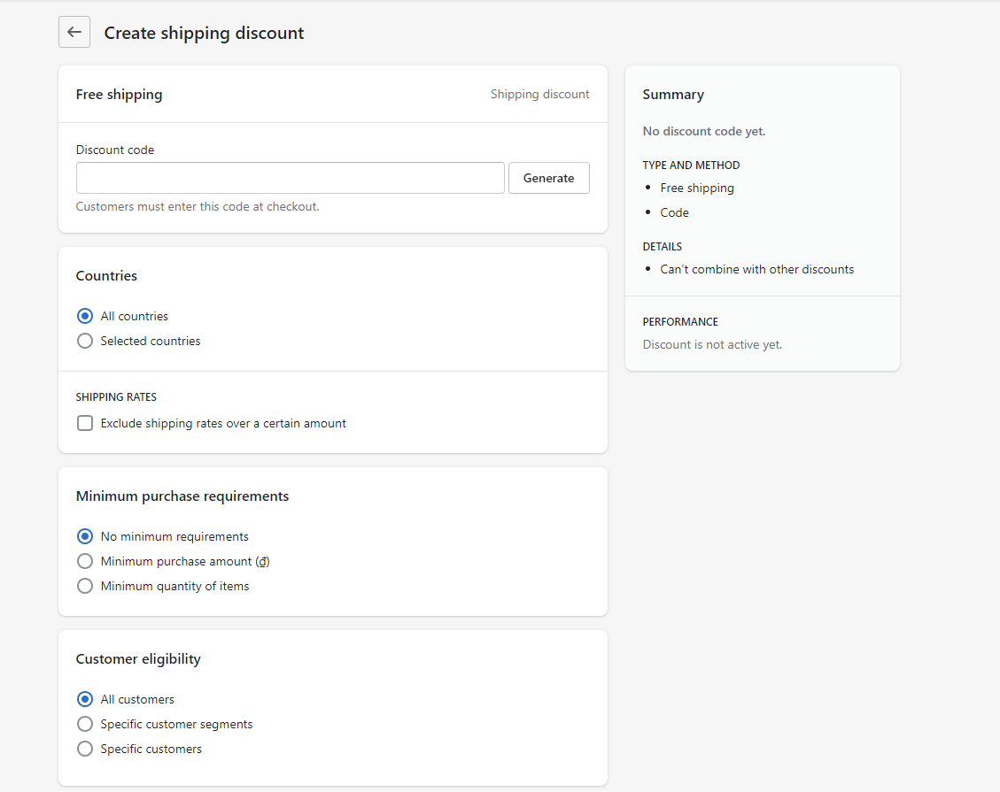 Create shipping discount
Free shipping
Shipping discount
Discount code
Generate
Customers must enter this code at checkout.
Countries
All countries
Selected countries
SHIPPING RATES
Exclude shipping rates over a certain amount
Minimum purchase requirements
No minimum requirements
Minimum purchase amount (₫)
Minimum quantity of items
Customer eligibility
All customers
Specific customer segments
Specific customers
Summary
No discount code yet.
TYPE AND METHOD
• Free shipping
• Code
DETAILS
• Can’t combine with other discounts
PERFORMANCE
Discount is not active yet.